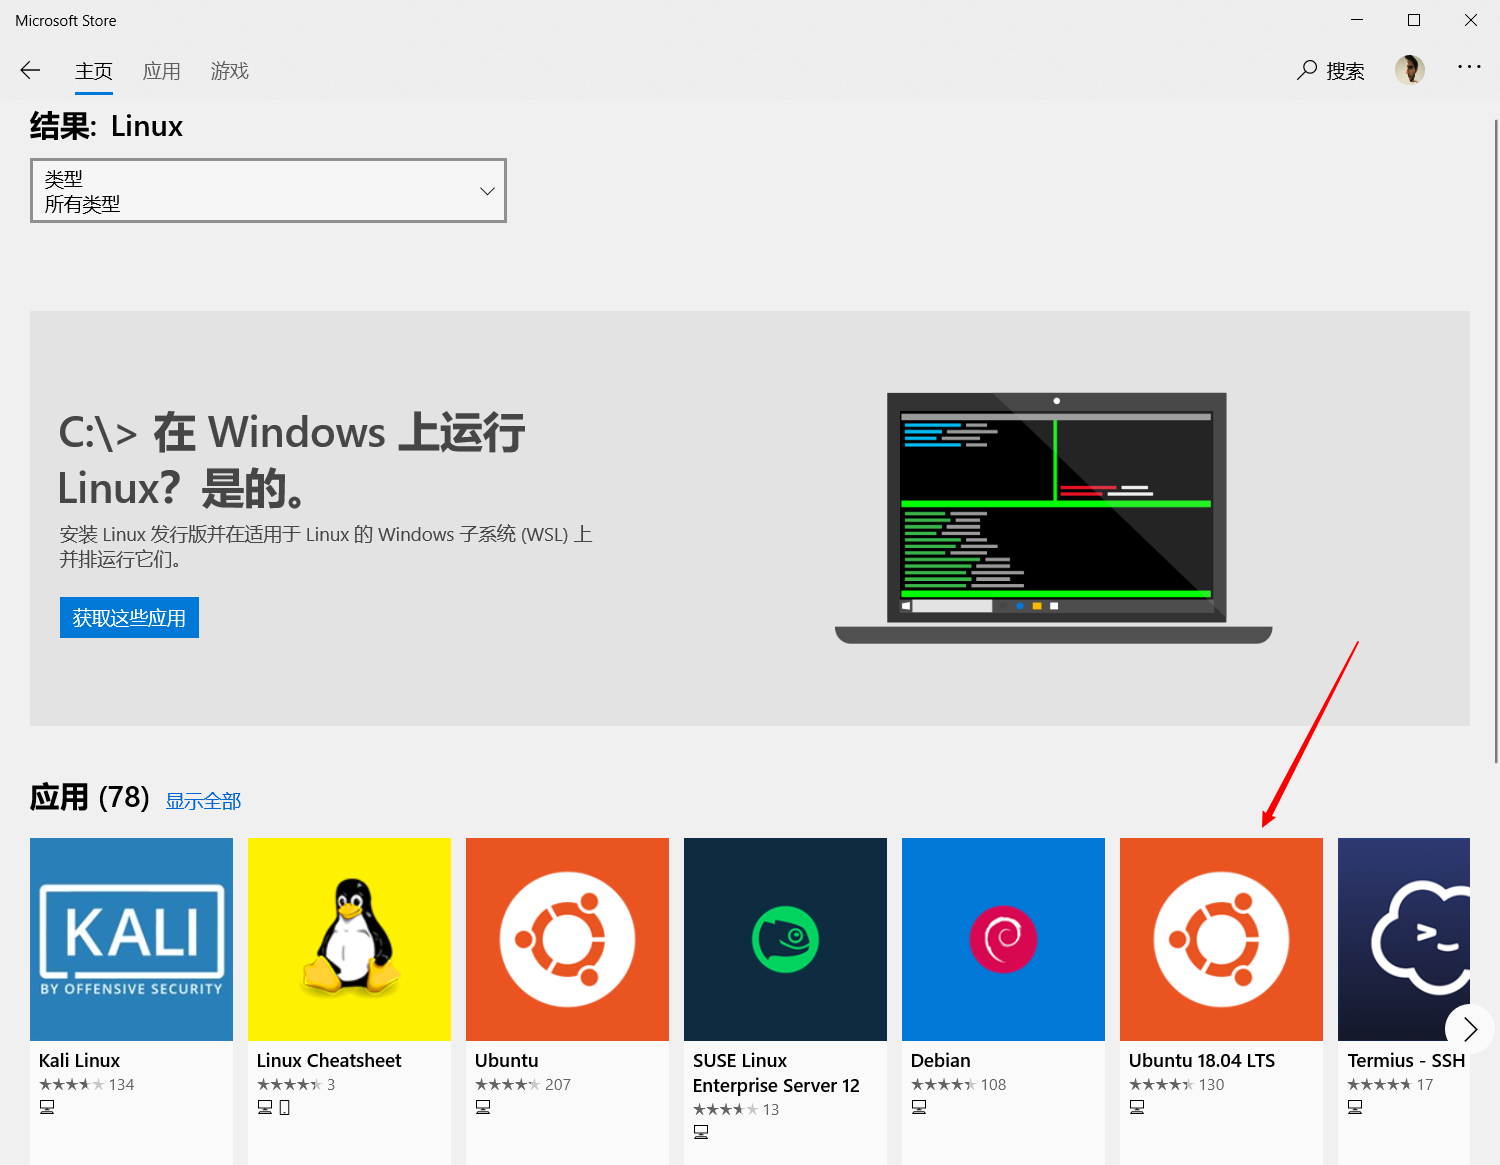 Microsoft Store
主页 应用 游戏 搜索
结果: Linux
类型
所有类型
C:\> 在 Windows 上运行
Linux? 是的。
安装 Linux 发行版并在适用于 Linux 的 Windows 子系统 (WSL) 上
并排运行它们。
获取这些应用
应用 (78) 显示全部
KALI
BY OFFENSIVE SECURITY
Kali Linux
134
Linux Cheatsheet
3
Ubuntu
207
SUSE Linux
Enterprise Server 12
13
Debian
108
Ubuntu 18.04 LTS
130
Termius - SSH
17